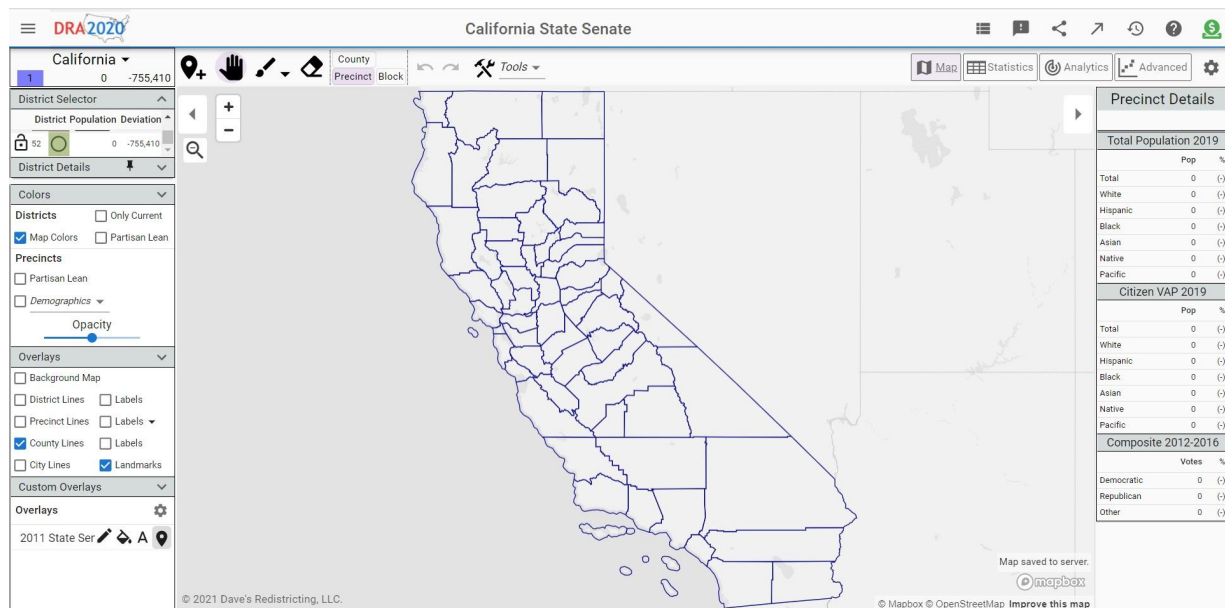 DRA2020
California State Senate
California
1 0 -755,410
County
Precinct Block
Tools
Map
Statistics
Analytics
Advanced
District Selector
District Population Deviation
52 0 -755,410
District Details
Colors
Districts Only Current
Map Colors Partisan Lean
Precincts
Partisan Lean
Demographics
Opacity
Overlays
Background Map
District Lines Labels
Precinct Lines Labels
County Lines Labels
City Lines Landmarks
Custom Overlays
Overlays
2011 State Ser A
+
−
© 2021 Dave's Redistricting, LLC.
Map saved to server.
mapbox
© Mapbox © OpenStreetMap Improve this map
Precinct Details
Total Population 2019
Pop %
Total 0 (-)
White 0 (-)
Hispanic 0 (-)
Black 0 (-)
Asian 0 (-)
Native 0 (-)
Pacific 0 (-)
Citizen VAP 2019
Pop %
Total 0 (-)
White 0 (-)
Hispanic 0 (-)
Black 0 (-)
Asian 0 (-)
Native 0 (-)
Pacific 0 (-)
Composite 2012-2016
Votes %
Democratic 0 (-)
Republican 0 (-)
Other 0 (-)